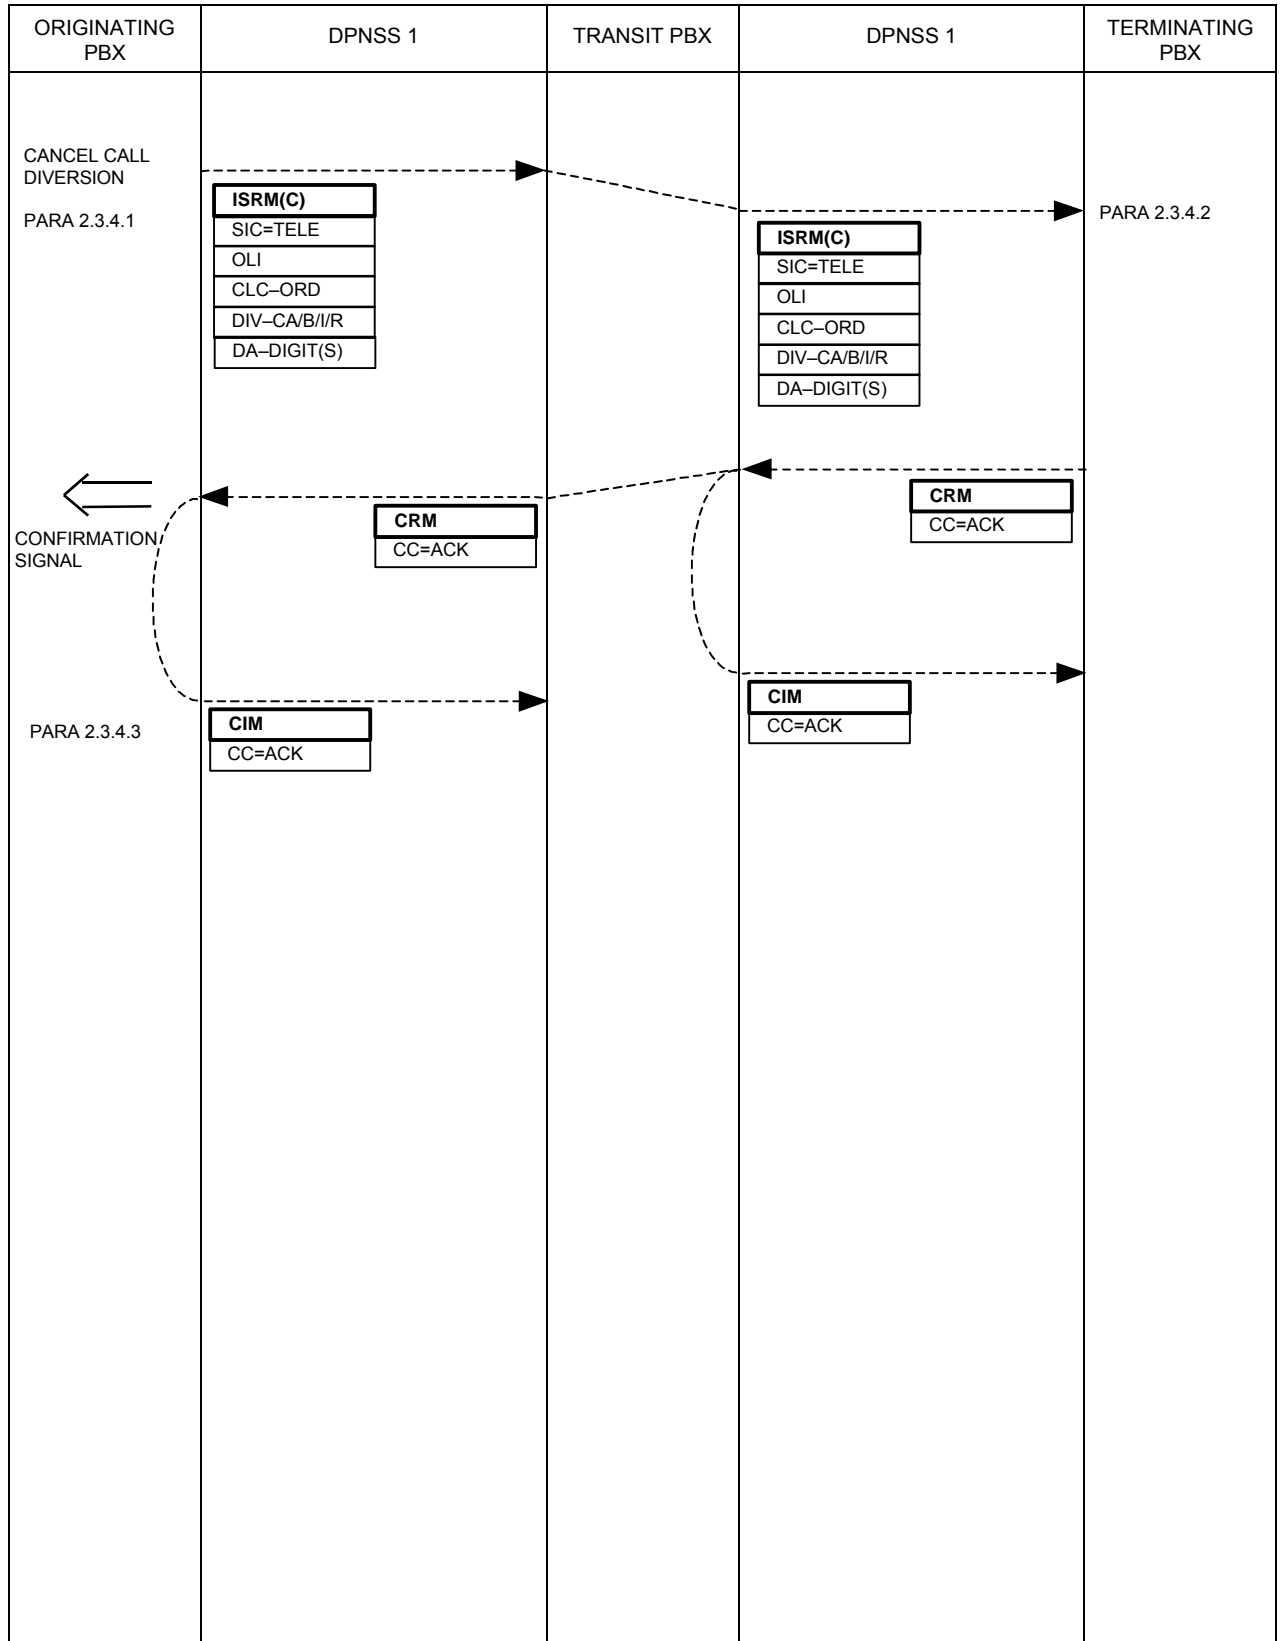 ORIGINATING
PBX
DPNSS 1
TRANSIT PBX
DPNSS 1
TERMINATING
PBX
CANCEL CALL
DIVERSION
PARA 2.3.4.1
ISRM(C)
SIC=TELE
OLI
CLC–ORD
DIV–CA/B/I/R
DA–DIGIT(S)
ISRM(C)
SIC=TELE
OLI
CLC–ORD
DIV–CA/B/I/R
DA–DIGIT(S)
PARA 2.3.4.2
CONFIRMATION
SIGNAL
CRM
CC=ACK
CRM
CC=ACK
PARA 2.3.4.3
CIM
CC=ACK
CIM
CC=ACK